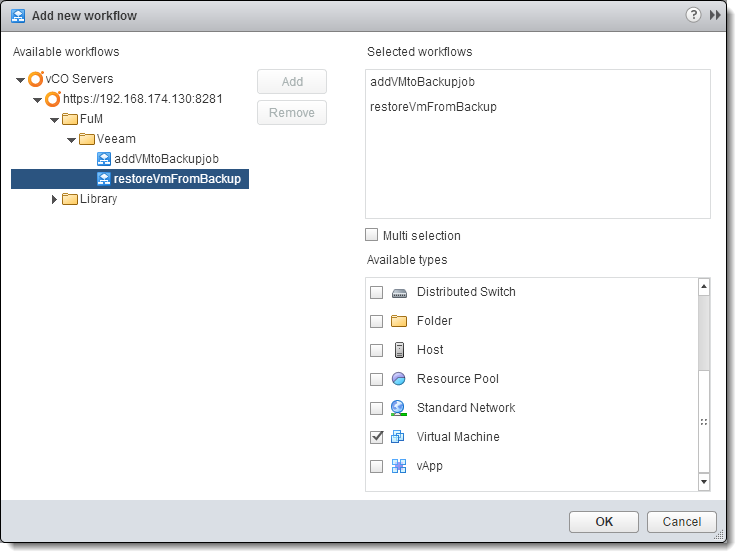 Add new workflow
?
Available workflows
vCO Servers
https://192.168.174.130:8281
FuM
Veeam
addVMtoBackupjob
restoreVmFromBackup
Library
Add
Remove
Selected workflows
addVMtoBackupjob
restoreVmFromBackup
Multi selection
Available types
Distributed Switch
Folder
Host
Resource Pool
Standard Network
Virtual Machine
vApp
OK
Cancel